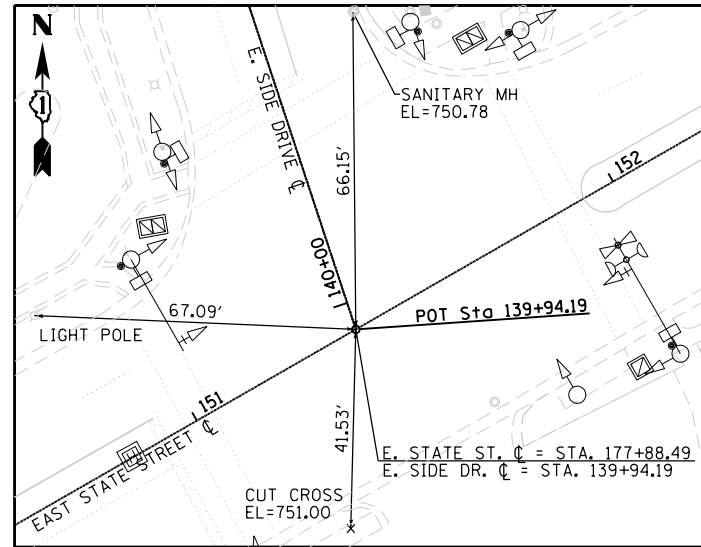 N
1
E. SIDE DRIVE ℄
SANITARY MH
EL=750.78
66.15'
152
140+00
67.09'
LIGHT POLE
POT Sta 139+94.19
151
41.53'
EAST STATE STREET ℄
E. STATE ST. ℄ = STA. 177+88.49
E. SIDE DR. ℄ = STA. 139+94.19
CUT CROSS
EL=751.00